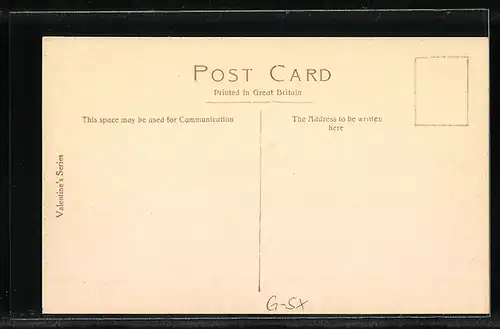 POST CARD
Printed in Great Britain
This space may be used for Communication
The Address to be written
here
Valentine's Series
G-SX